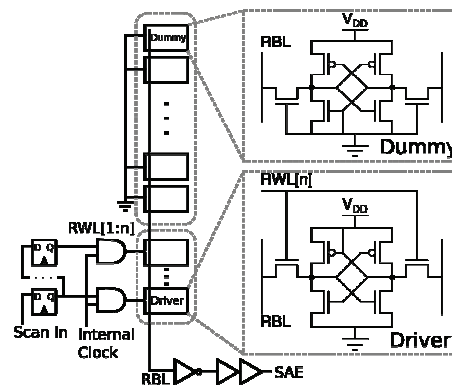 Dummy
RBL
VDD
Dummy
RWL[1:n]
D Q
D Q
Scan In
Internal
Clock
Driver
RWL[n]
VDD
RBL
Driver
RBL
SAE